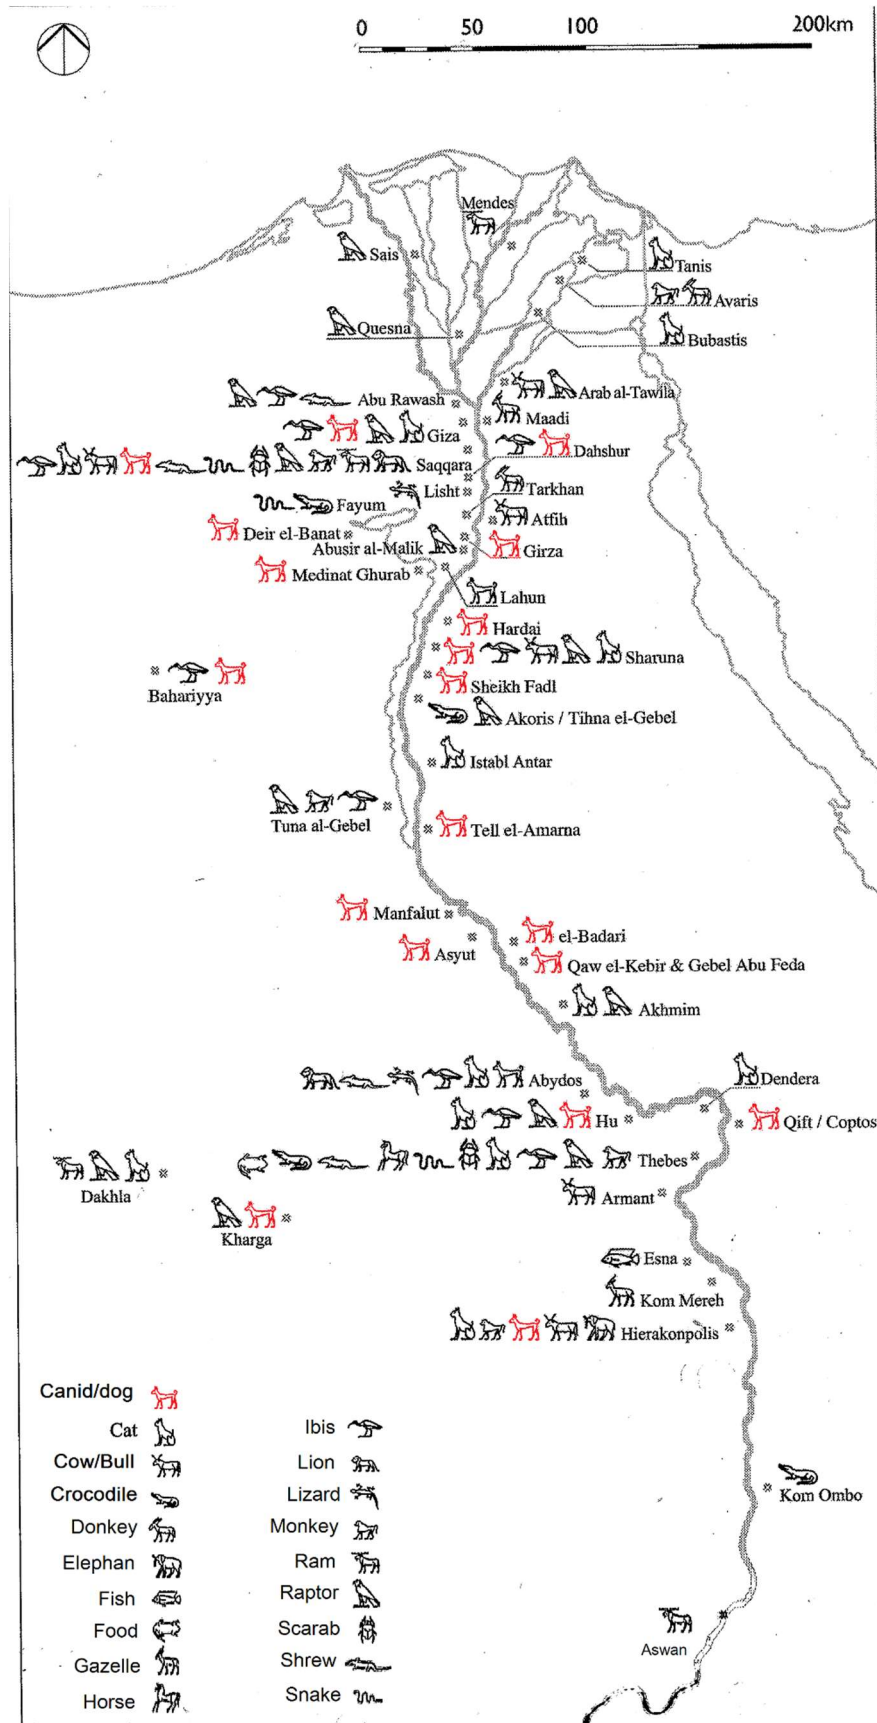 0 50 100 200km
Mendes
Sais
Tanis
Avaris
Quesna
Bubastis
Abu Rawash
Arab al-Tawila
Maadi
Giza
Dahshur
Saqqara
Tarkhan
Lisht
Fayum
Atfih
Deir el-Banat
Abusir al-Malik
Girza
Medinat Ghurab
Lahun
Hardai
Sharuna
Bahariyya
Sheikh Fadl
Akoris / Tihna el-Gebel
Istabl Antar
Tuna al-Gebel
Tell el-Amarna
Manfalut
el-Badari
Asyut
Qaw el-Kebir & Gebel Abu Feda
Akhmim
Abydos
Dendera
Hu
Qift / Coptos
Thebes
Dakhla
Armant
Kharga
Esna
Kom Mereh
Hierakonpolis
Kom Ombo
Aswan
Canid/dog
Cat
Cow/Bull
Crocodile
Donkey
Elephan
Fish
Food
Gazelle
Horse
Ibis
Lion
Lizard
Monkey
Ram
Raptor
Scarab
Shrew
Snake